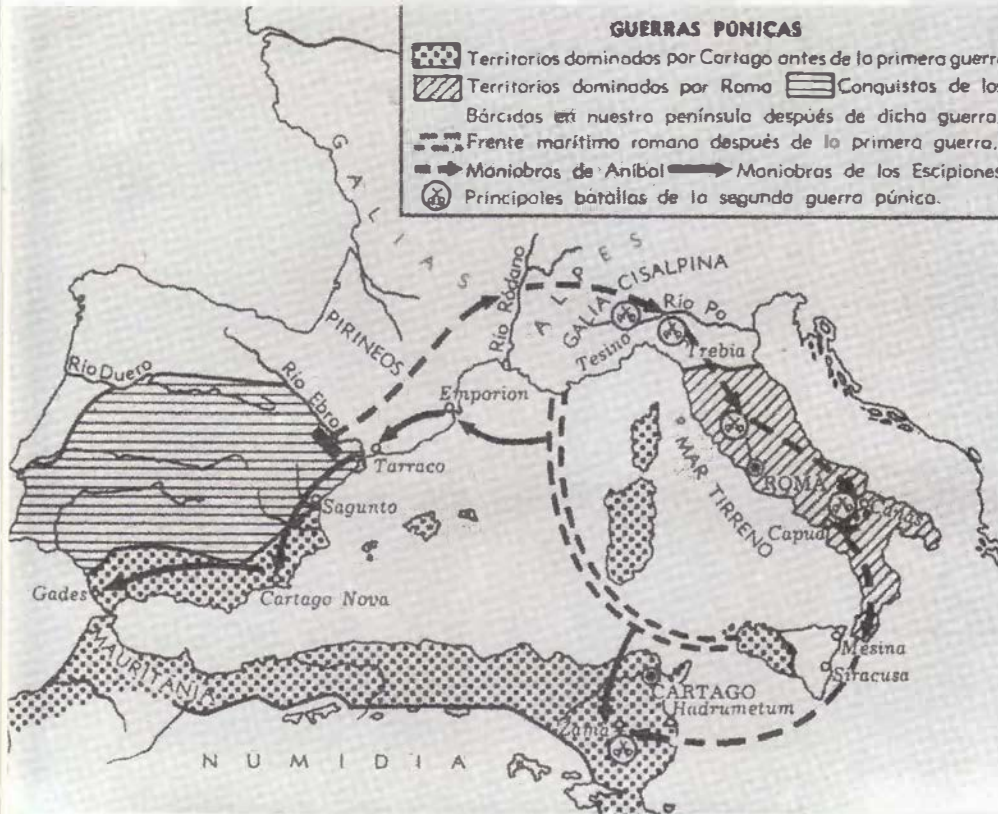 GUERRAS PÚNICAS
Territorios dominados por Cartago antes de la primera guerra
Territorios dominados por Roma Conquistas de los
Bárcidas en nuestra península después de dicha guerra.
Frente marítimo romano después de la primera guerra.
Maniobras de Aníbal Maniobras de los Escipiones
Principales batallas de la segunda guerra púnica.
GALIAS
ALPES
Río Ródano
GALIA CISALPINA
PIRINEOS
Río Po
Tesino
Trebia
Río Duero
Río Ebro
Emporion
Tarraco
MAR TIRRENO
ROMA
Sagunto
Canas
Capua
Gades
Cartago Nova
Mesina
MAURITANIA
Siracusa
CARTAGO
Hadrumetum
Zama
NUMIDIA